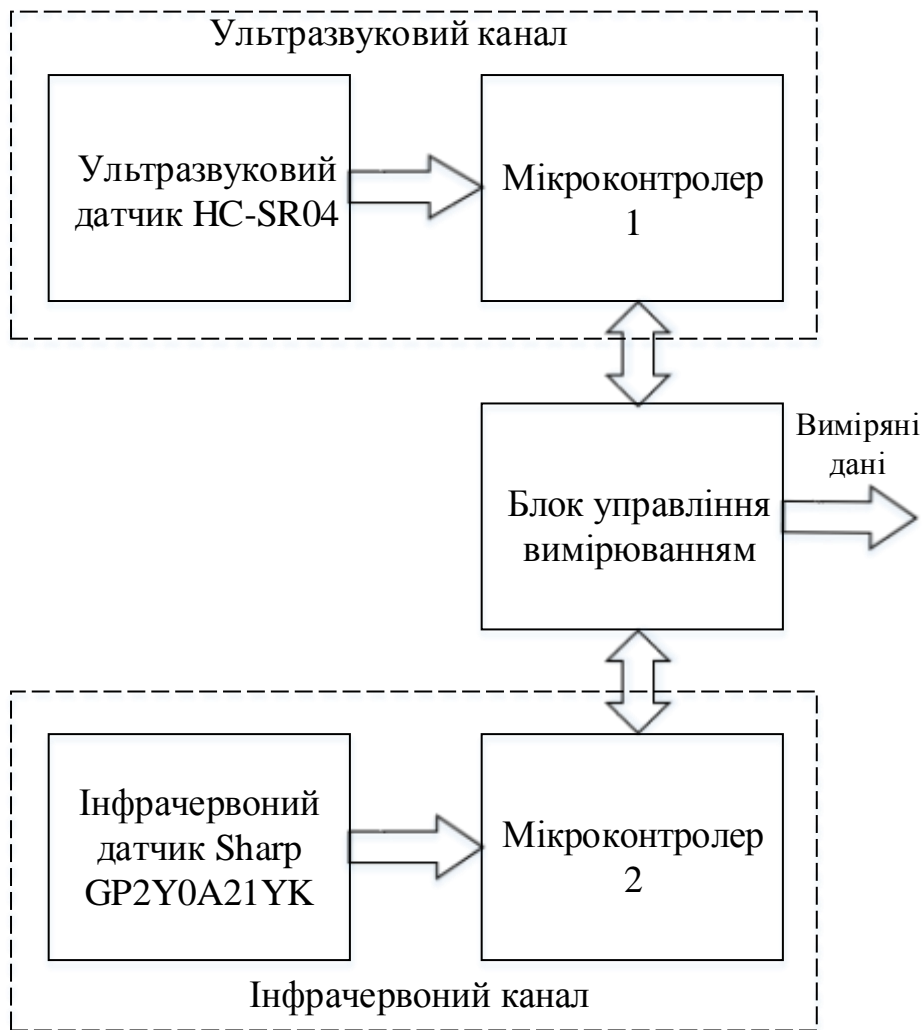 Ультразвуковий канал
Ультразвуковий
датчик HC-SR04
Мікроконтролер
1
Виміряні
дані
Блок управління
вимірюванням
Інфрачервоний
датчик Sharp
GP2Y0A21YK
Мікроконтролер
2
Інфрачервоний канал